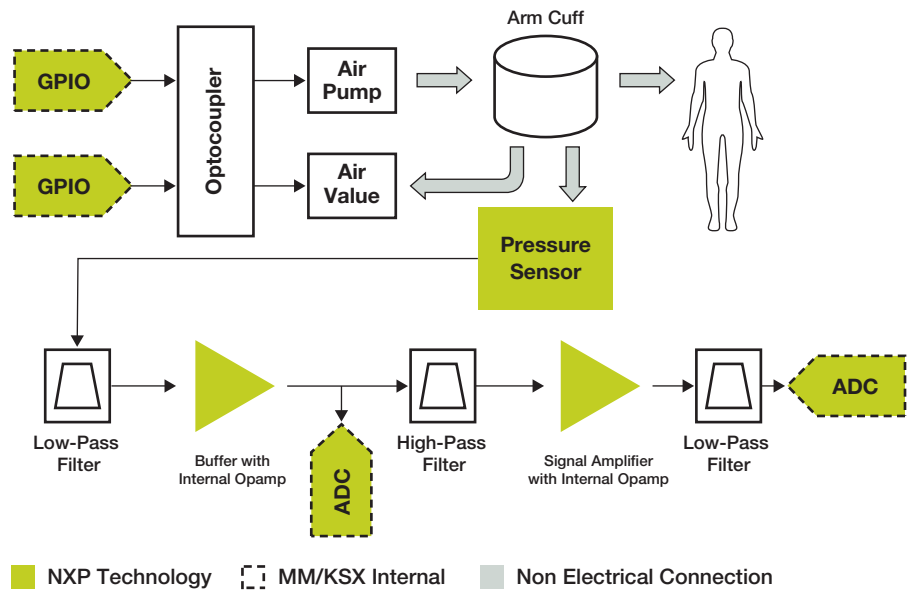 Arm Cuff
GPIO
Optocoupler
Air
Pump
GPIO
Air
Value
Pressure
Sensor
Low-Pass
Filter
Buffer with
Internal Opamp
ADC
High-Pass
Filter
Signal Amplifier
with Internal Opamp
Low-Pass
Filter
ADC
NXP Technology
MM/KSX Internal
Non Electrical Connection